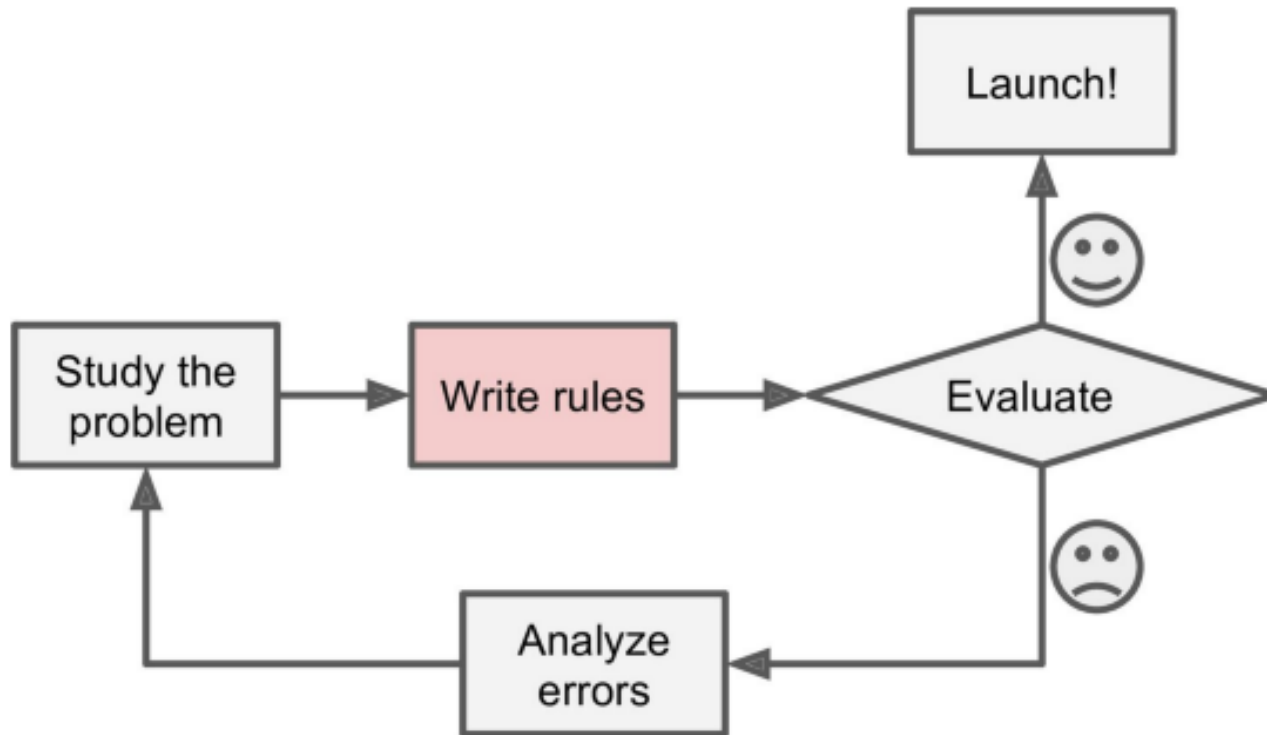 Launch!
Study the
problem
Write rules
Evaluate
Analyze
errors